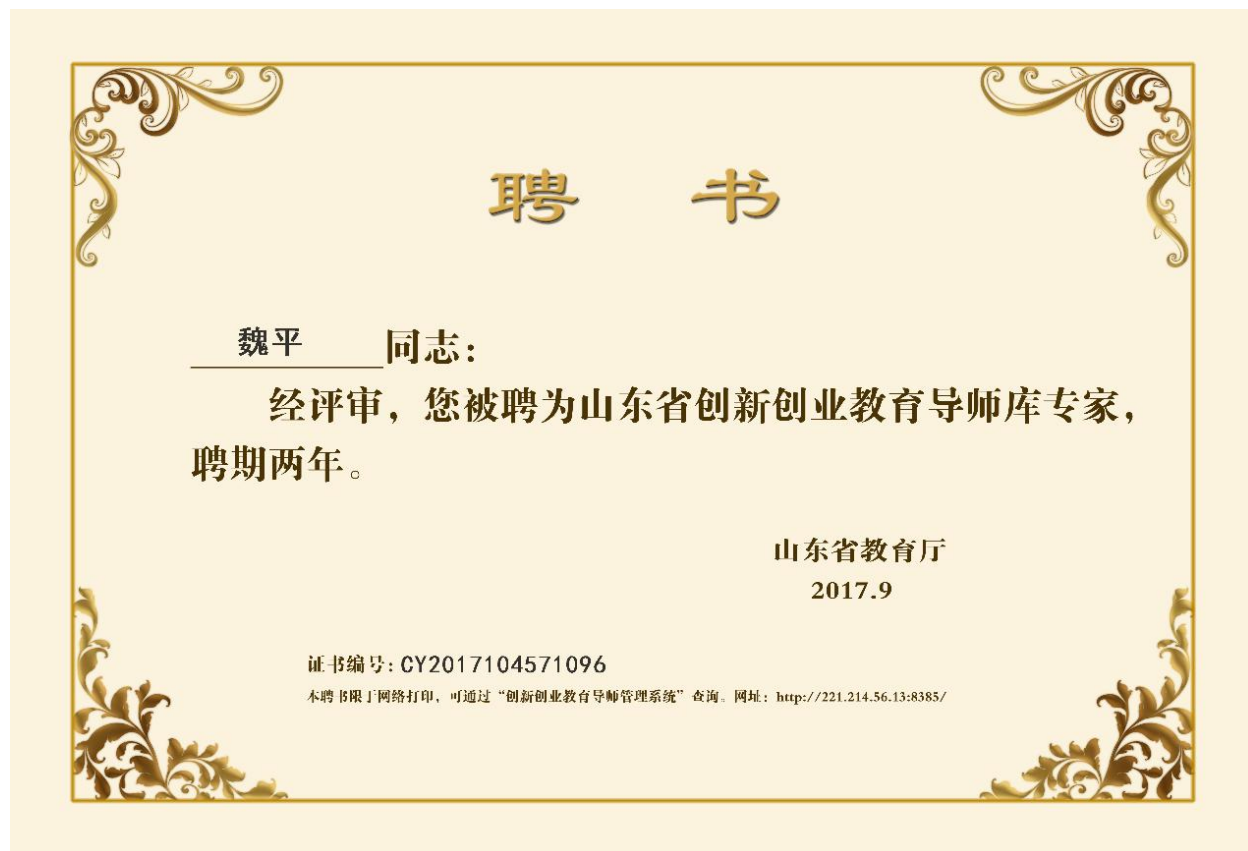 聘 书
魏平 同志：
经评审，您被聘为山东省创新创业教育导师库专家，
聘期两年。
山东省教育厅
2017.9
证书编号：CY2017104571096
本聘书限于网络打印，可通过“创新创业教育导师管理系统”查询。网址：http://221.214.56.13:8385/